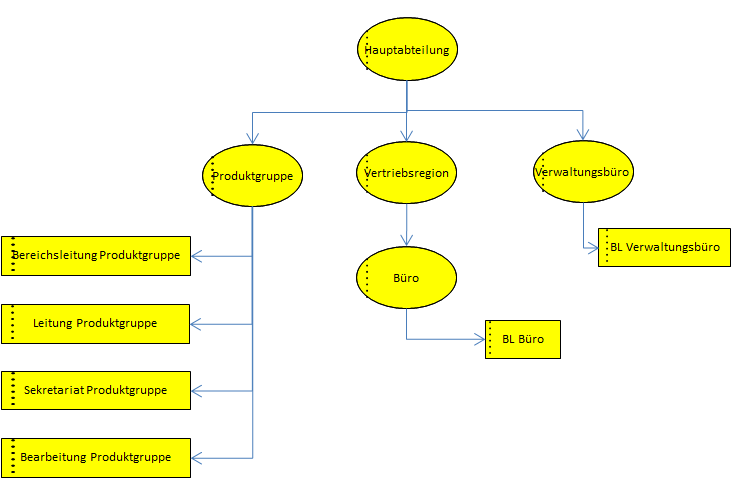 Hauptabteilung
Produktgruppe
Vertriebsregion
Verwaltungsbüro
Bereichsleitung Produktgruppe
BL Verwaltungsbüro
Büro
Leitung Produktgruppe
BL Büro
Sekretariat Produktgruppe
Bearbeitung Produktgruppe